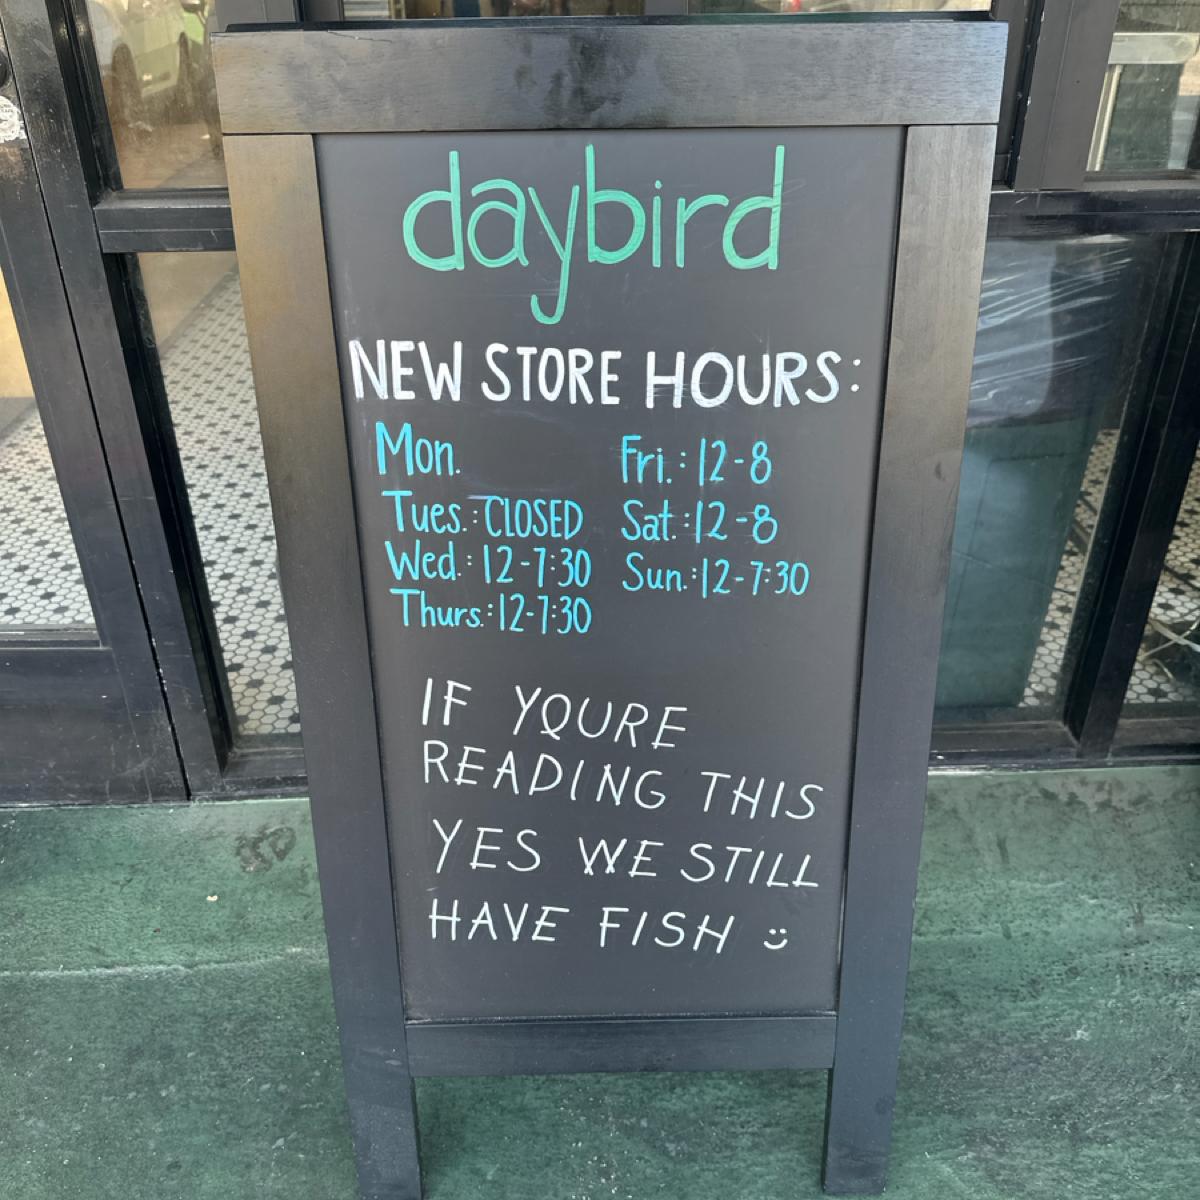 daybird
NEW STORE HOURS:
Mon.
Tues.: CLOSED
Wed.: 12-7:30
Thurs.: 12-7:30
Fri.: 12-8
Sat.: 12-8
Sun.: 12-7:30
IF YOURE
READING THIS
YES WE STILL
HAVE FISH :)